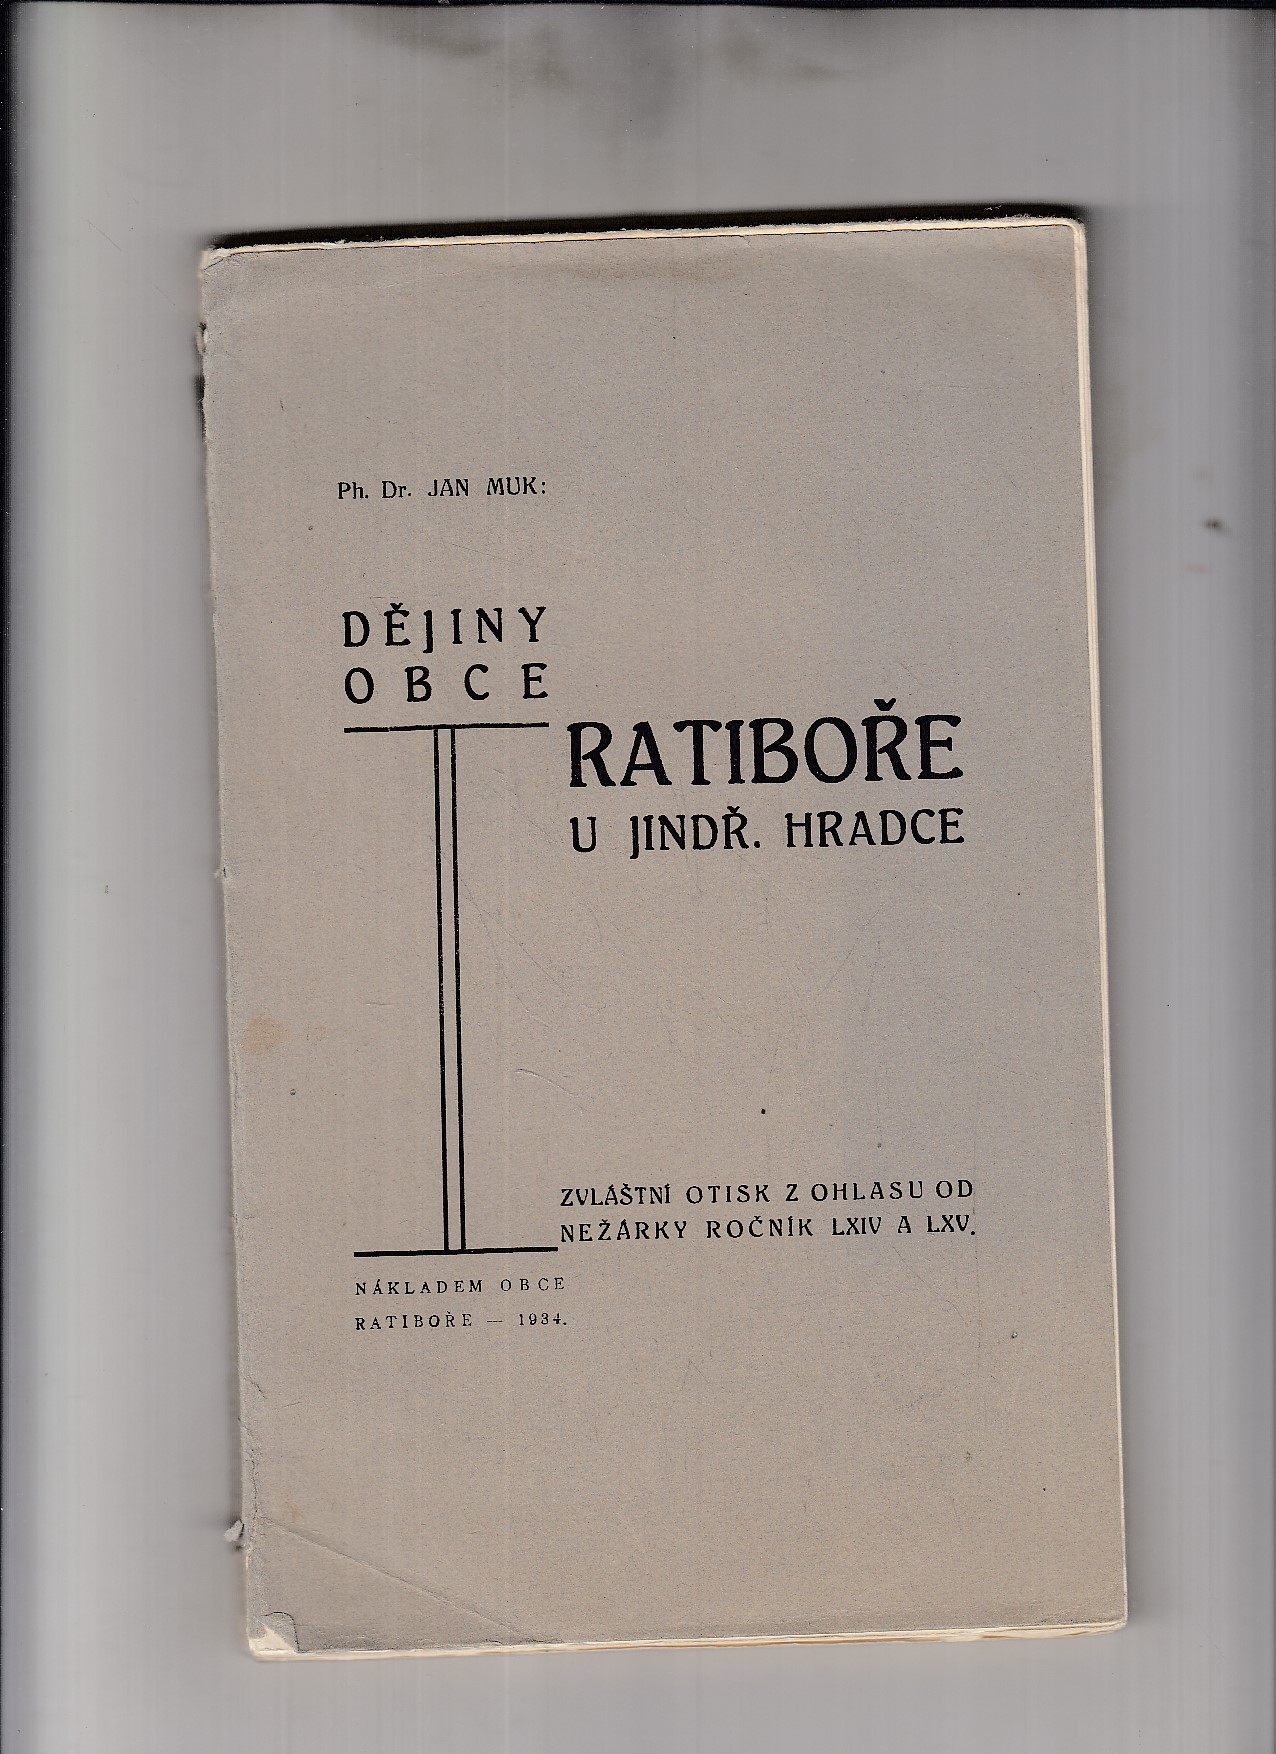 Ph. Dr. JAN MUK:
DĚJINY
OBCE
RATIBOŘE
U JINDŘ. HRADCE
ZVLÁŠTNÍ OTISK Z OHLASU OD
NEŽÁRKY ROČNÍK LXIV A LXV.
NÁKLADEM OBCE
RATIBOŘE — 1934.